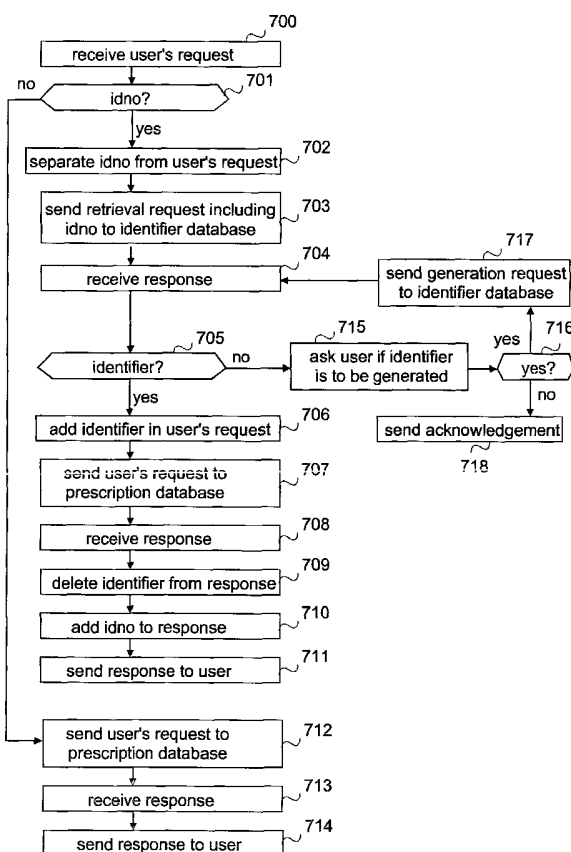 700
receive user's request
no
701
idno?
yes
separate idno from user's request
702
send retrieval request including
idno to identifier database
703
704
receive response
717
send generation request
to identifier database
705
identifier?
no
yes
715
ask user if identifier
is to be generated
yes
716
yes?
no
send acknowledgement
718
add identifier in user's request
706
send user's request to
prescription database
707
receive response
708
delete identifier from response
709
add idno to response
710
send response to user
711
send user's request to
prescription database
712
receive response
713
send response to user
714